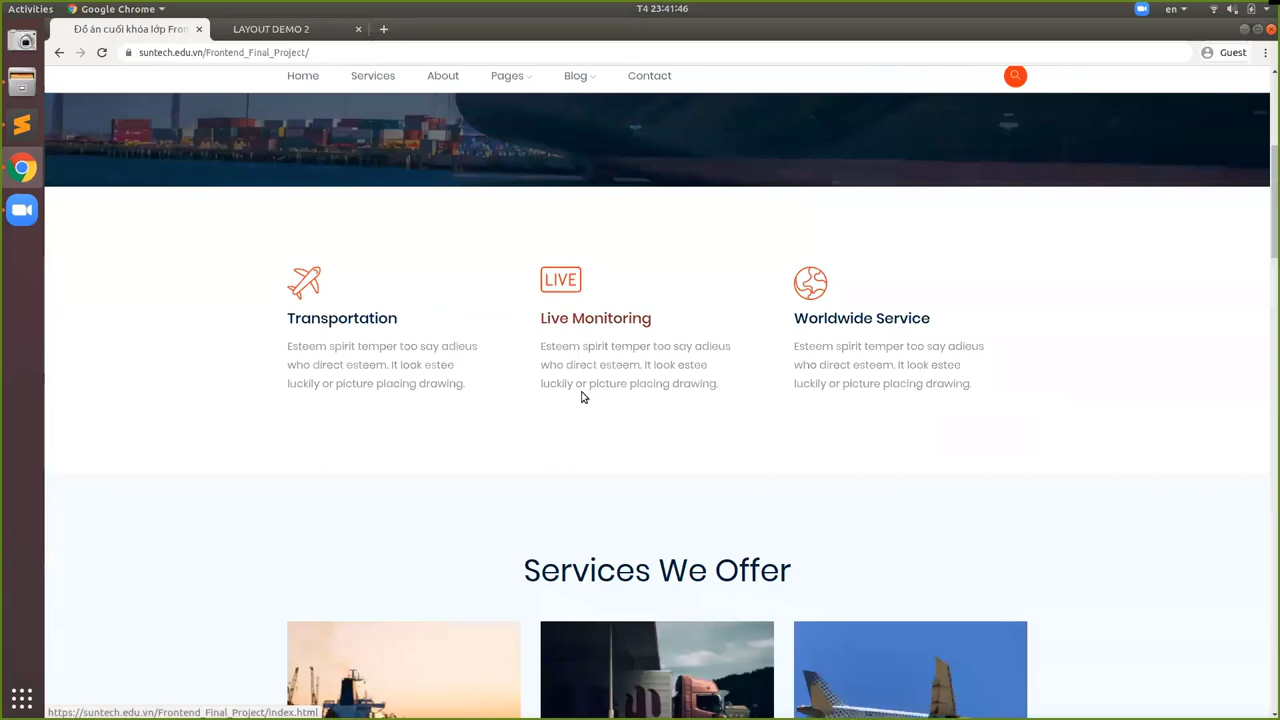 Activities
Google Chrome
T4 23:41:46
en
Đồ án cuối khóa lớp Fron
LAYOUT DEMO 2
suntech.edu.vn/Frontend_Final_Project/
Guest
Home
Services
About
Pages
Blog
Contact
LIVE
Transportation
Esteem spirit temper too say adieus
who direct esteem. It look estee
luckily or picture placing drawing.
Live Monitoring
Esteem spirit temper too say adieus
who direct esteem. It look estee
luckily or picture placing drawing.
Worldwide Service
Esteem spirit temper too say adieus
who direct esteem. It look estee
luckily or picture placing drawing.
Services We Offer
https://suntech.edu.vn/Frontend_Final_Project/index.html